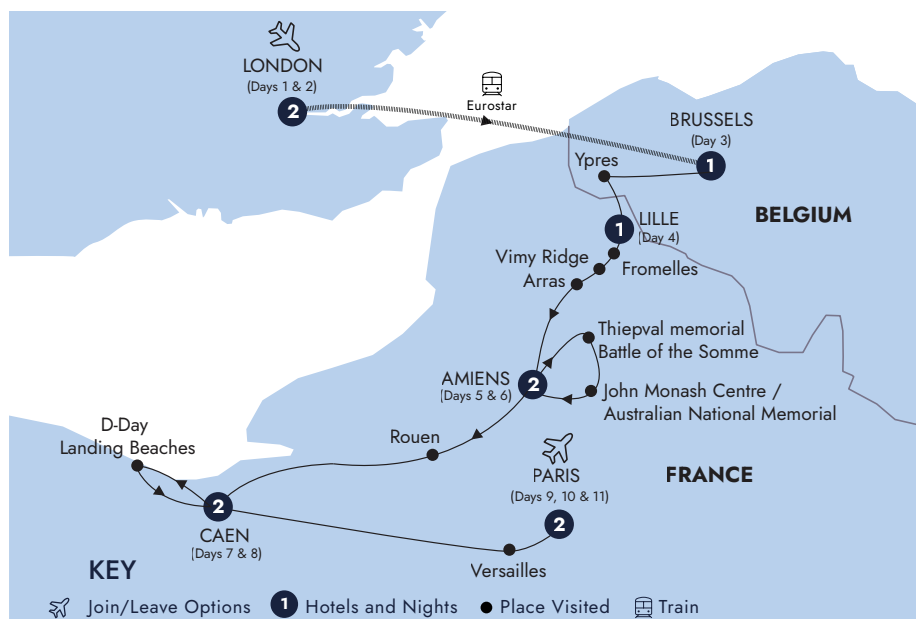 LONDON
(Days 1 & 2)
2
Eurostar
BRUSSELS
(Day 3)
1
Ypres
BELGIUM
LILLE
1
(Day 4)
Vimy Ridge
Fromelles
Arras
Thiepval memorial
Battle of the Somme
AMIENS
(Days 5 & 6)
2
John Monash Centre /
Australian National Memorial
D-Day
Landing Beaches
Rouen
PARIS
(Days 9, 10 & 11)
2
FRANCE
2
CAEN
(Days 7 & 8)
Versailles
KEY
Join/Leave Options
1 Hotels and Nights
Place Visited
Train